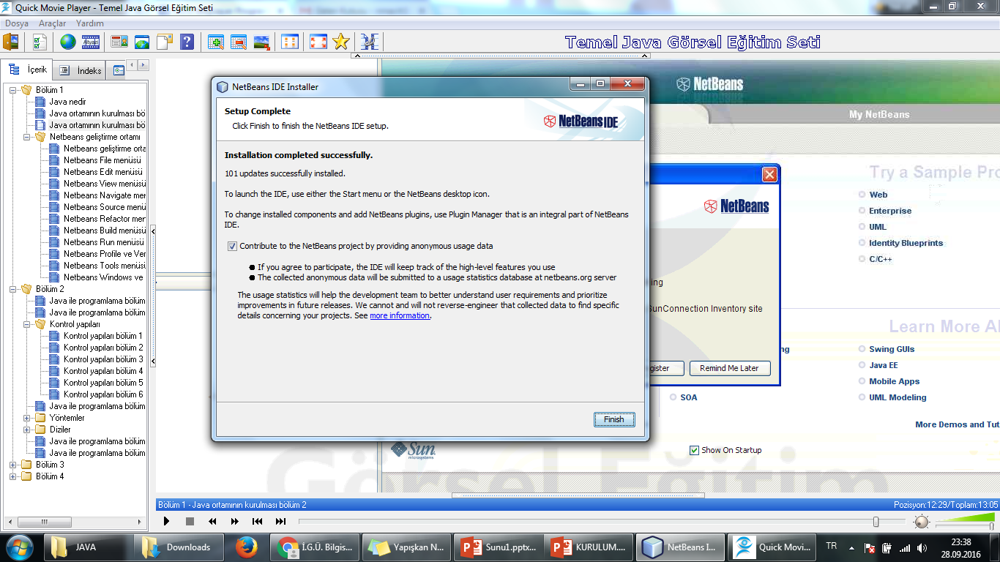 Quick Movie Player - Temel Java Görsel Eğitim Seti
Dosya Araçlar Yardım
Altyazı
Temel Java Görsel Eğitim Seti
İçerik
İndeks
Bölüm 1
Java nedir
Java ortamının kurulması bö
Java ortamının kurulması bö
Netbeans geliştirme ortamı
Netbeans geliştirme orta
Netbeans File menüsü
Netbeans Edit menüsü
Netbeans View menüsü
Netbeans Navigate mer
Netbeans Source menü
Netbeans Refactor mer
Netbeans Build menüsü
Netbeans Run menüsü
Netbeans Profile ve Ver
Netbeans Tools menüsü
Netbeans Windows ve
Bölüm 2
Java ile programlama bölüm
Java ile programlama bölüm
Kontrol yapıları
Kontrol yapıları bölüm 1
Kontrol yapıları bölüm 2
Kontrol yapıları bölüm 3
Kontrol yapıları bölüm 4
Kontrol yapıları bölüm 5
Kontrol yapıları bölüm 6
Java ile programlama bölüm
Yöntemler
Diziler
Java ile programlama bölüm
Java ile programlama bölüm
Bölüm 3
Bölüm 4
NetBeans IDE Installer
Setup Complete
Click Finish to finish the NetBeans IDE setup.
NetBeans IDE
Installation completed successfully.
101 updates successfully installed.
To launch the IDE, use either the Start menu or the NetBeans desktop icon.
To change installed components and add NetBeans plugins, use Plugin Manager that is an integral part of NetBeans
IDE.
Contribute to the NetBeans project by providing anonymous usage data
If you agree to participate, the IDE will keep track of the high-level features you use
The collected anonymous data will be submitted to a usage statistics database at netbeans.org server
The usage statistics will help the development team to better understand user requirements and prioritize
improvements in future releases. We cannot and will not reverse-engineer that collected data to find specific
details concerning your projects. See more information.
Finish
NetBeans
My NetBeans
NetBeans
ing
SunConnection Inventory site
gister
Remind Me Later
Try a Sample Pro
Web
Enterprise
UML
Identity Blueprints
C/C++
Learn More Al
ng
Swing GUIs
Java EE
Mobile Apps
SOA
UML Modeling
More Demos and Tut
Sun
microsystems
Show On Startup
Görsel Eğitim
Bölüm 1 - Java ortamının kurulması bölüm 2
Pozisyon:12:29/Toplam:13:05
JAVA
Downloads
İ.G.Ü. Bilgis...
Yapışkan N...
Sunu1.pptx...
KURULUM....
NetBeans I...
Quick Movi...
TR
23:38
28.09.2016